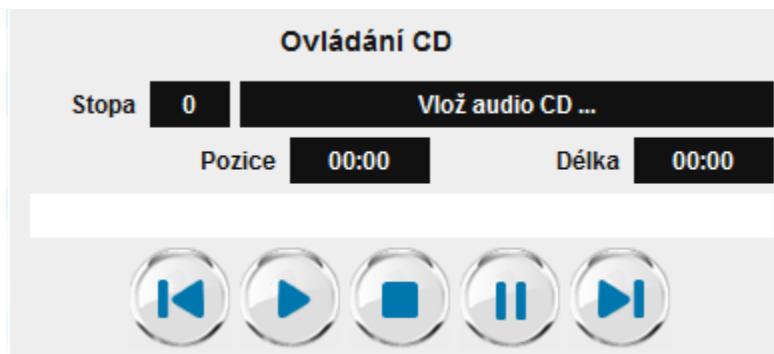 Ovládání CD
Stopa 0 Vlož audio CD ...
Pozice 00:00 Délka 00:00